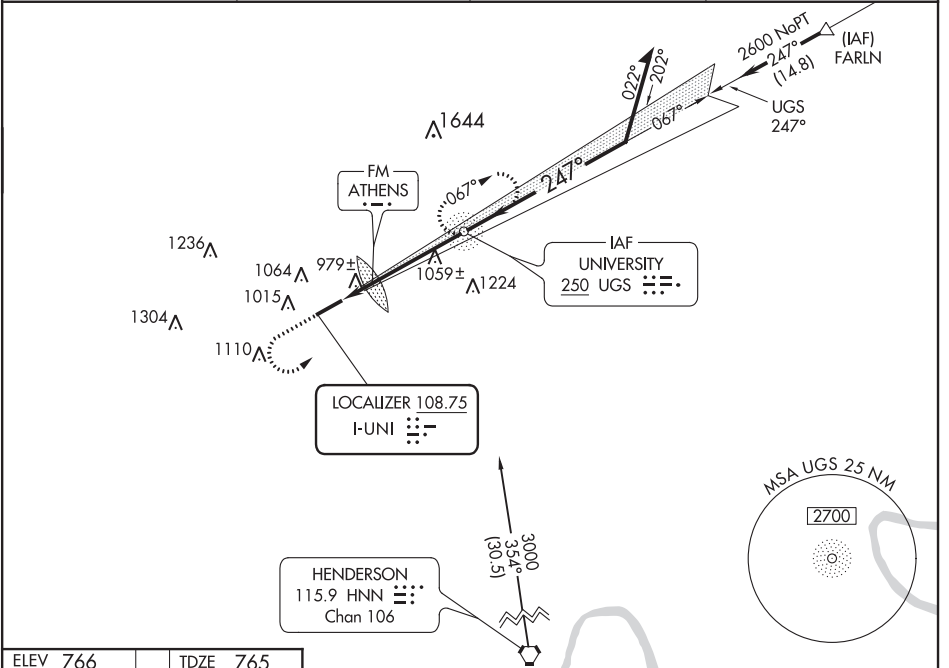 2600 NoPT
247°
(14.8)
(IAF)
FARLN
022°
202°
067°
UGS
247°
1644
FM
ATHENS
067°
247°
1236
1064
979±
1059±
1224
1015
1304
1110
IAF
UNIVERSITY
250 UGS
LOCALIZER 108.75
I-UNI
MSA UGS 25 NM
2700
3000
354°
(30.5)
HENDERSON
115.9 HNN
Chan 106
ELEV 766
TDZE 765